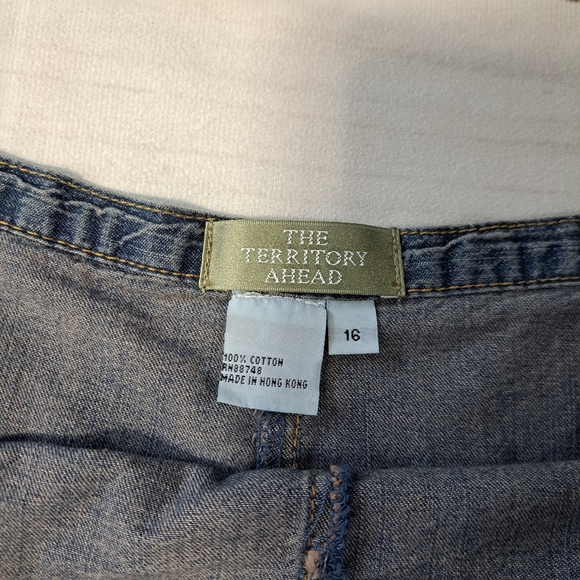 THE
TERRITORY
AHEAD
16
100% COTTON
RN88748
MADE IN HONG KONG